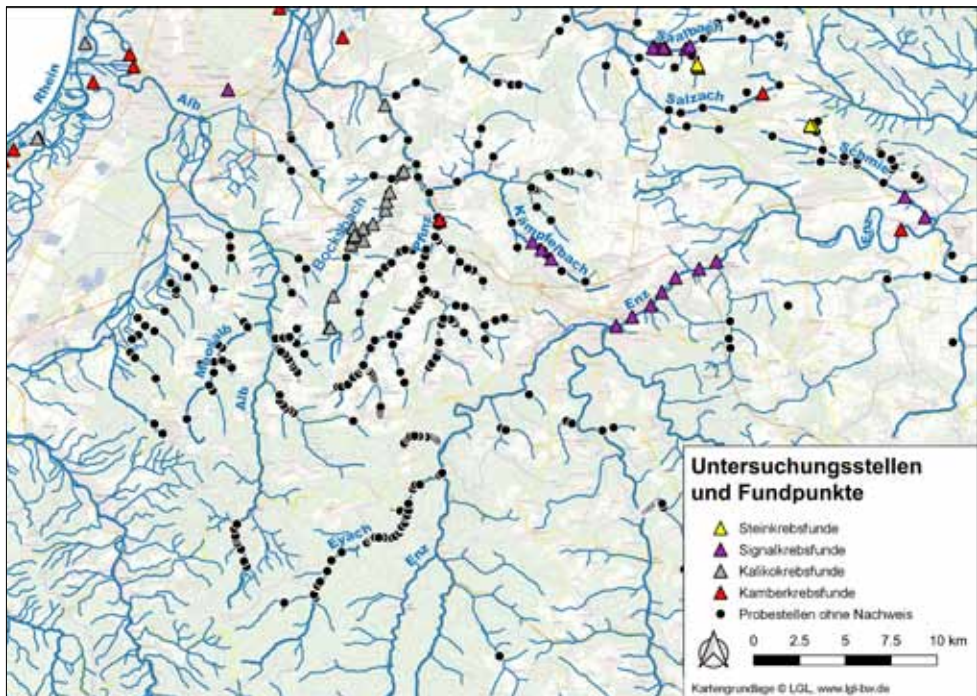 Rhein
Alb
Saalbach
Salzach
Schmie
Bocksbach
Pfinz
Kämpfelbach
Enz
Enz
Moosalb
Alb
Eyach
Enz
Untersuchungsstellen
und Fundpunkte
Steinkrebsfunde
Signalkrebsfunde
Kalikokrebsfunde
Kamberkrebsfunde
Probestellen ohne Nachweis
0 2.5 5 7.5 10 km
Kartengrundlage © LGL, www.lgl-bw.de